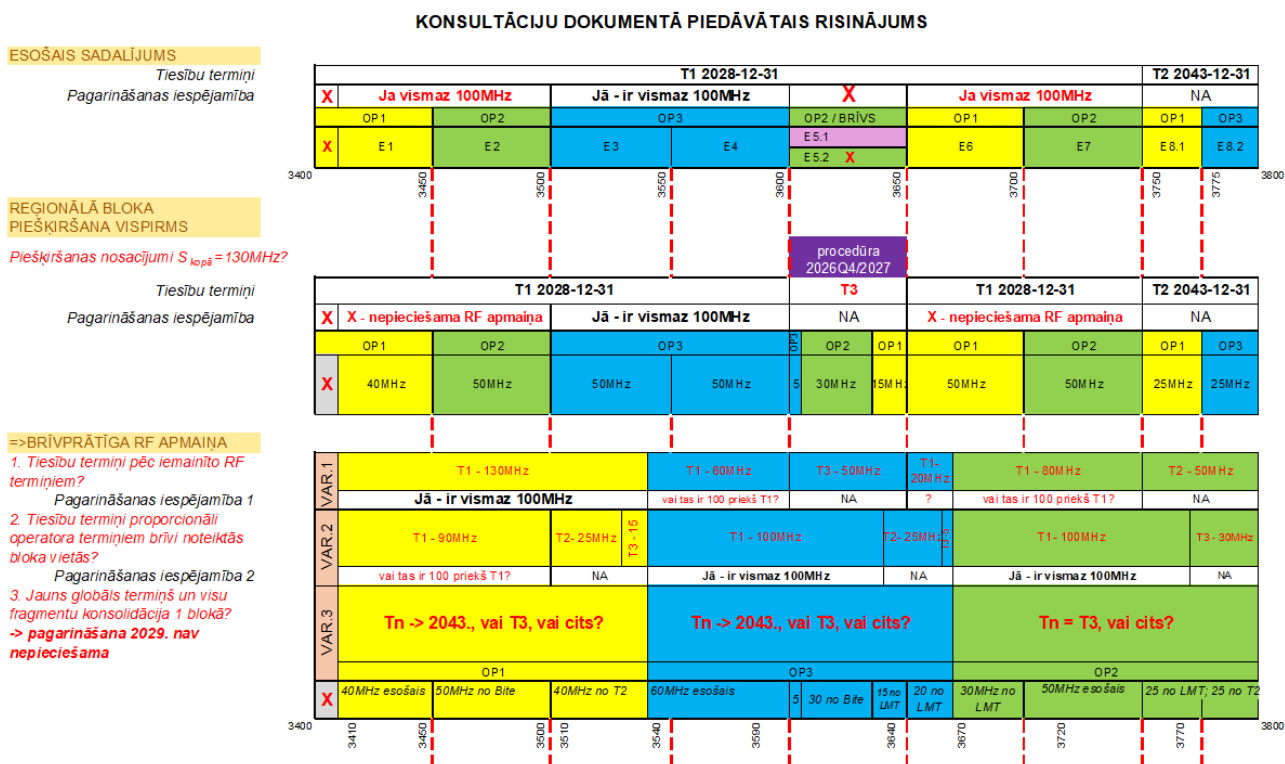 KONSULTĀCIJU DOKUMENTĀ PIEDĀVĀTAIS RISINĀJUMS
ESOŠAIS SADALĪJUMS
Tiesību termiņi
T1 2028-12-31
T2 2043-12-31
Pagarināšanas iespējamība
X
Ja vismaz 100MHz
Jā - ir vismaz 100MHz
X
Ja vismaz 100MHz
NA
OP1
OP2
OP3
OP2 / BRĪVS
OP1
OP2
OP1
OP3
X
E1
E2
E3
E4
E5.1
E5.2 X
E6
E7
E8.1
E8.2
3400
3450
3500
3550
3600
3650
3700
3750
3775
3800
REĢIONĀLĀ BLOKA
PIEŠĶIRŠANA VISPIRMS
Piešķiršanas nosacījumi S kopā = 130MHz?
procedūra
2026Q4/2027
Tiesību termiņi
T1 2028-12-31
T3
T1 2028-12-31
T2 2043-12-31
Pagarināšanas iespējamība
X
X - nepieciešama RF apmaiņa
Jā - ir vismaz 100MHz
NA
X - nepieciešama RF apmaiņa
NA
OP1
OP2
OP3
OP3
OP2
OP1
OP1
OP2
OP1
OP3
X
40MHz
50MHz
50MHz
50MHz
5
30MHz
15MHz
50MHz
50MHz
25MHz
25MHz
=>BRĪVPRĀTĪGA RF APMAIŅA
1. Tiesību termiņi pēc iemainīto RF
termiņiem?
Pagarināšanas iespējamība 1
2. Tiesību termiņi proporcionāli
operatora termiņiem brīvi noteiktās
bloka vietās?
Pagarināšanas iespējamība 2
3. Jauns globāls termiņš un visu
fragmentu konsolidācija 1 blokā?
-> pagarināšana 2029. nav
nepieciešama
VAR.1
T1 - 130MHz
T1 - 60MHz
T3 - 50MHz
T1-
20MHz
T1 - 80MHz
T2 - 50MHz
Jā - ir vismaz 100MHz
vai tas ir 100 priekš T1?
NA
?
vai tas ir 100 priekš T1?
NA
VAR.2
T1 - 90MHz
T2- 25MHz
T3 - 15
T1 - 100MHz
T2- 25MHz
T3-5
T1- 100MHz
T3 - 30MHz
vai tas ir 100 priekš T1?
NA
Jā - ir vismaz 100MHz
NA
Jā - ir vismaz 100MHz
NA
VAR.3
Tn -> 2043., vai T3, vai cits?
Tn -> 2043., vai T3, vai cits?
Tn = T3, vai cits?
OP1
OP3
OP2
X
40MHz esošais
50MHz no Bite
40MHz no T2
60MHz esošais
5
30 no Bite
15 no
LMT
20 no
LMT
30MHz no
LMT
50MHz esošais
25 no LMT; 25 no T2
3400
3410
3450
3500
3510
3540
3590
3640
3670
3720
3770
3800